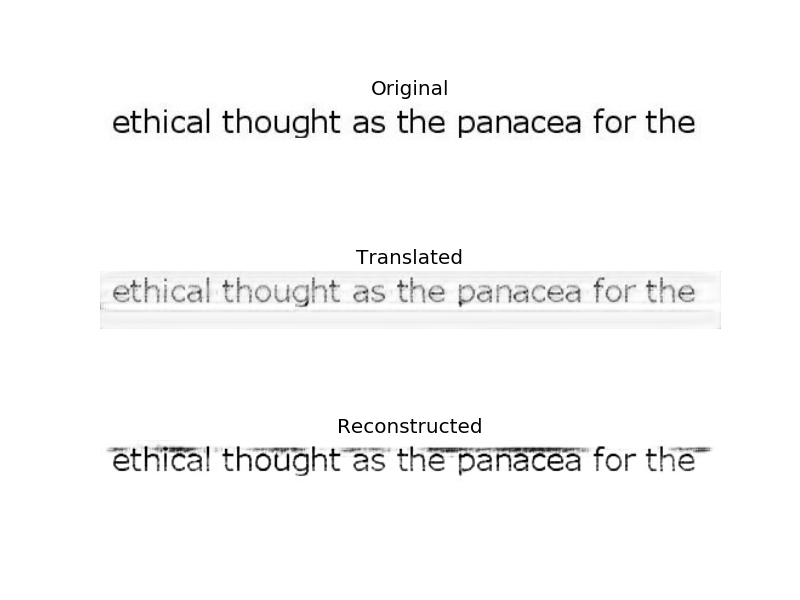 Original
ethical thought as the panacea for the
Translated
ethical thought as the panacea for the
Reconstructed
ethical thought as the panacea for the